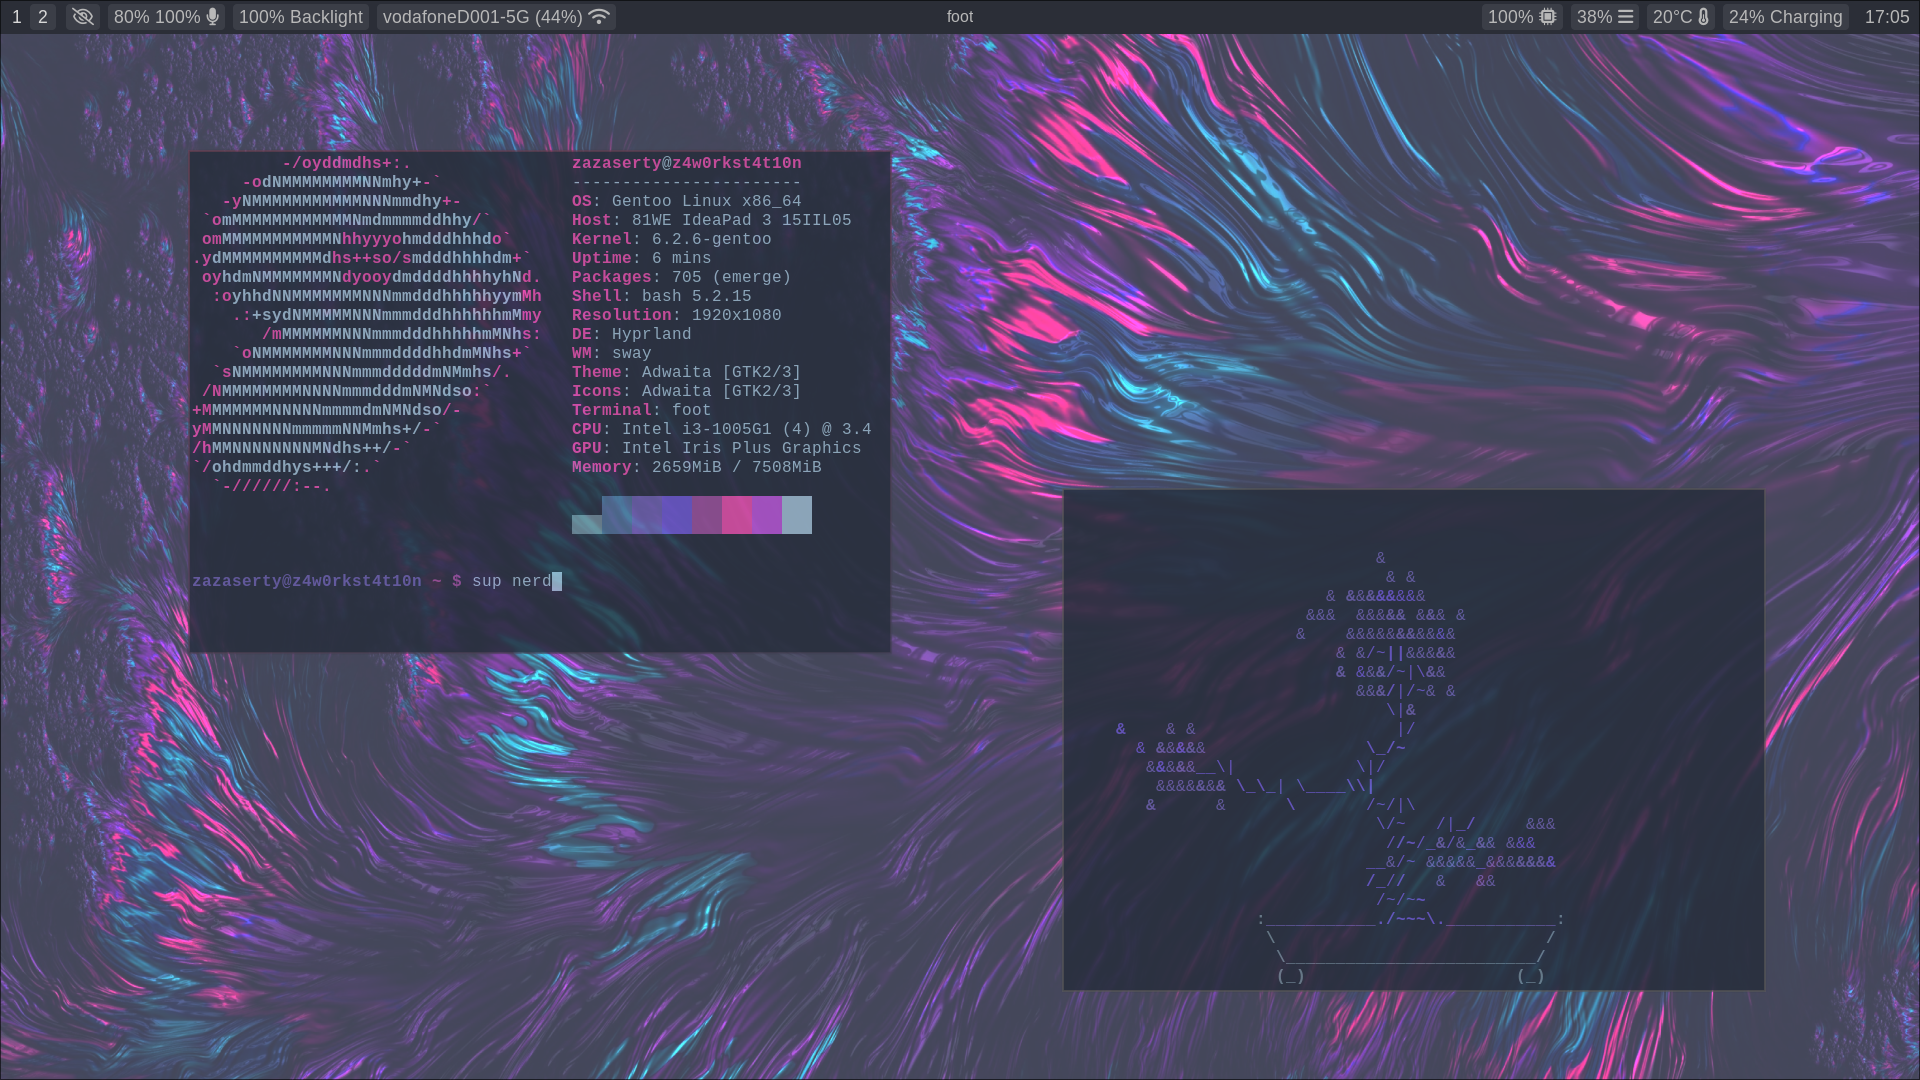 1 2 80% 100% 100% Backlight vodafoneD001-5G (44%) foot 100% 38% 20°C 24% Charging 17:05
-/oyddmdhs+:.
-odNMMMMMMMMNNmhy+-`
-yNMMMMMMMMMMMNNNmmdhy+-
`omMMMMMMMMMMMMNmdmmmmddhhy/`
omMMMMMMMMMMMNhhyyyohmdddhhhdo`
.ydMMMMMMMMMMdhs++so/smdddhhhhdm+`
oyhdmNMMMMMMMNdyooydmddddhhhhyhNd.
:oyhhdNNMMMMMMMNNNmmdddhhhhhyymMh
.:+sydNMMMMMNNNmmmdddhhhhhhmMmy
/mMMMMMMNNNmmmdddhhhhhmMNhs:
`oNMMMMMMMNNNmmmddddhhdmMNhs+`
`sNMMMMMMMMNNNmmmdddddmNMmhs/.
/NMMMMMMMMNNNNmmmdddmNMNdso:`
+MMMMMMMNNNNNmmmmdmNMNdso/-
yMMNNNNNNNmmmmmNNMmhs+/-`
/hMMNNNNNNNNMNdhs++/-`
`/ohdmmddhys+++/:.`
`-//////:--.
zazaserty@z4w0rkst4t10n
-----------------------
OS: Gentoo Linux x86_64
Host: 81WE IdeaPad 3 15IIL05
Kernel: 6.2.6-gentoo
Uptime: 6 mins
Packages: 705 (emerge)
Shell: bash 5.2.15
Resolution: 1920x1080
DE: Hyprland
WM: sway
Theme: Adwaita [GTK2/3]
Icons: Adwaita [GTK2/3]
Terminal: foot
CPU: Intel i3-1005G1 (4) @ 3.4
GPU: Intel Iris Plus Graphics
Memory: 2659MiB / 7508MiB
zazaserty@z4w0rkst4t10n ~ $ sup nerd
&
& &
& &&&&&&&&
&&& &&&&& &&& &
& &&&&&&&&&&&
& &/~||&&&&&
& &&&/~|\&&
&&&/|/~& &
\|&
& & & |/
& &&&&& \_/~
&&&&&__\| \|/
&&&&&&& \_\_| \____\\|
& & \ /~/|\
\/~ /|_/ &&&
//~/_&/&_&& &&&
__&/~ &&&&&_&&&&&&&
/_// & &&
/~/~~
:___________./~~~\.___________:
\ /
\_________________________/
(_) (_)